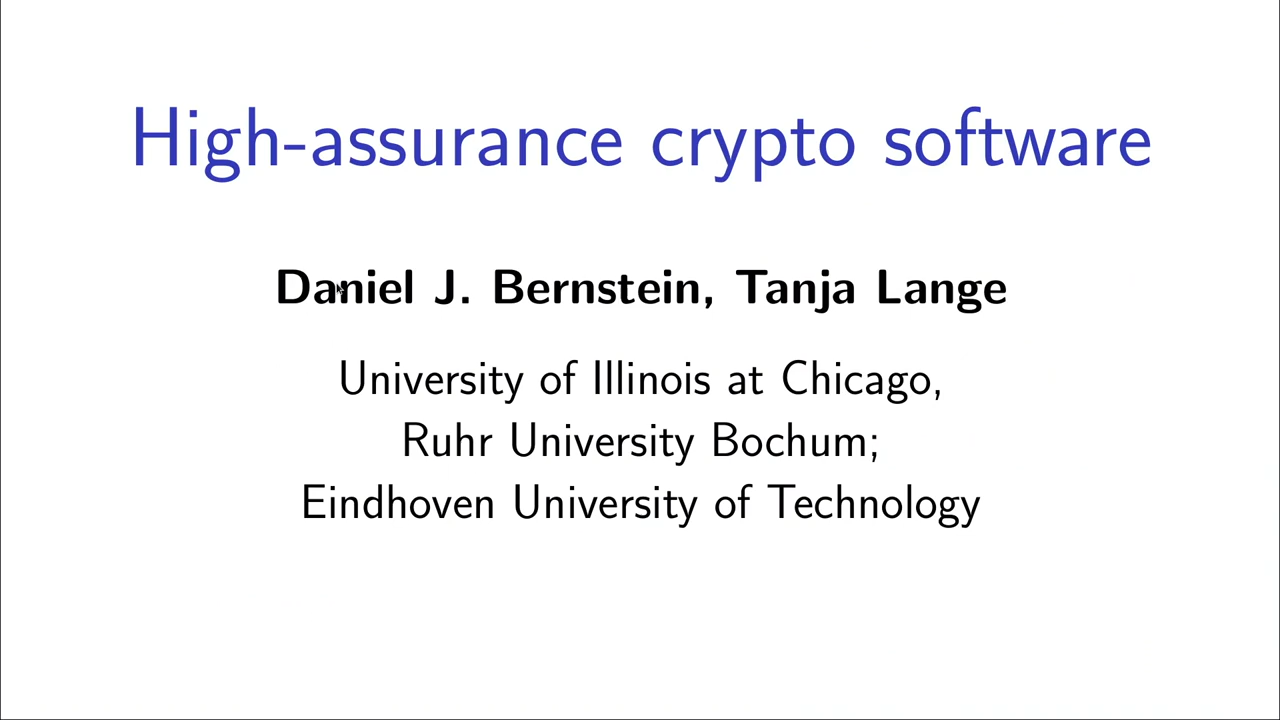 High-assurance crypto software
Daniel J. Bernstein, Tanja Lange
University of Illinois at Chicago,
Ruhr University Bochum;
Eindhoven University of Technology